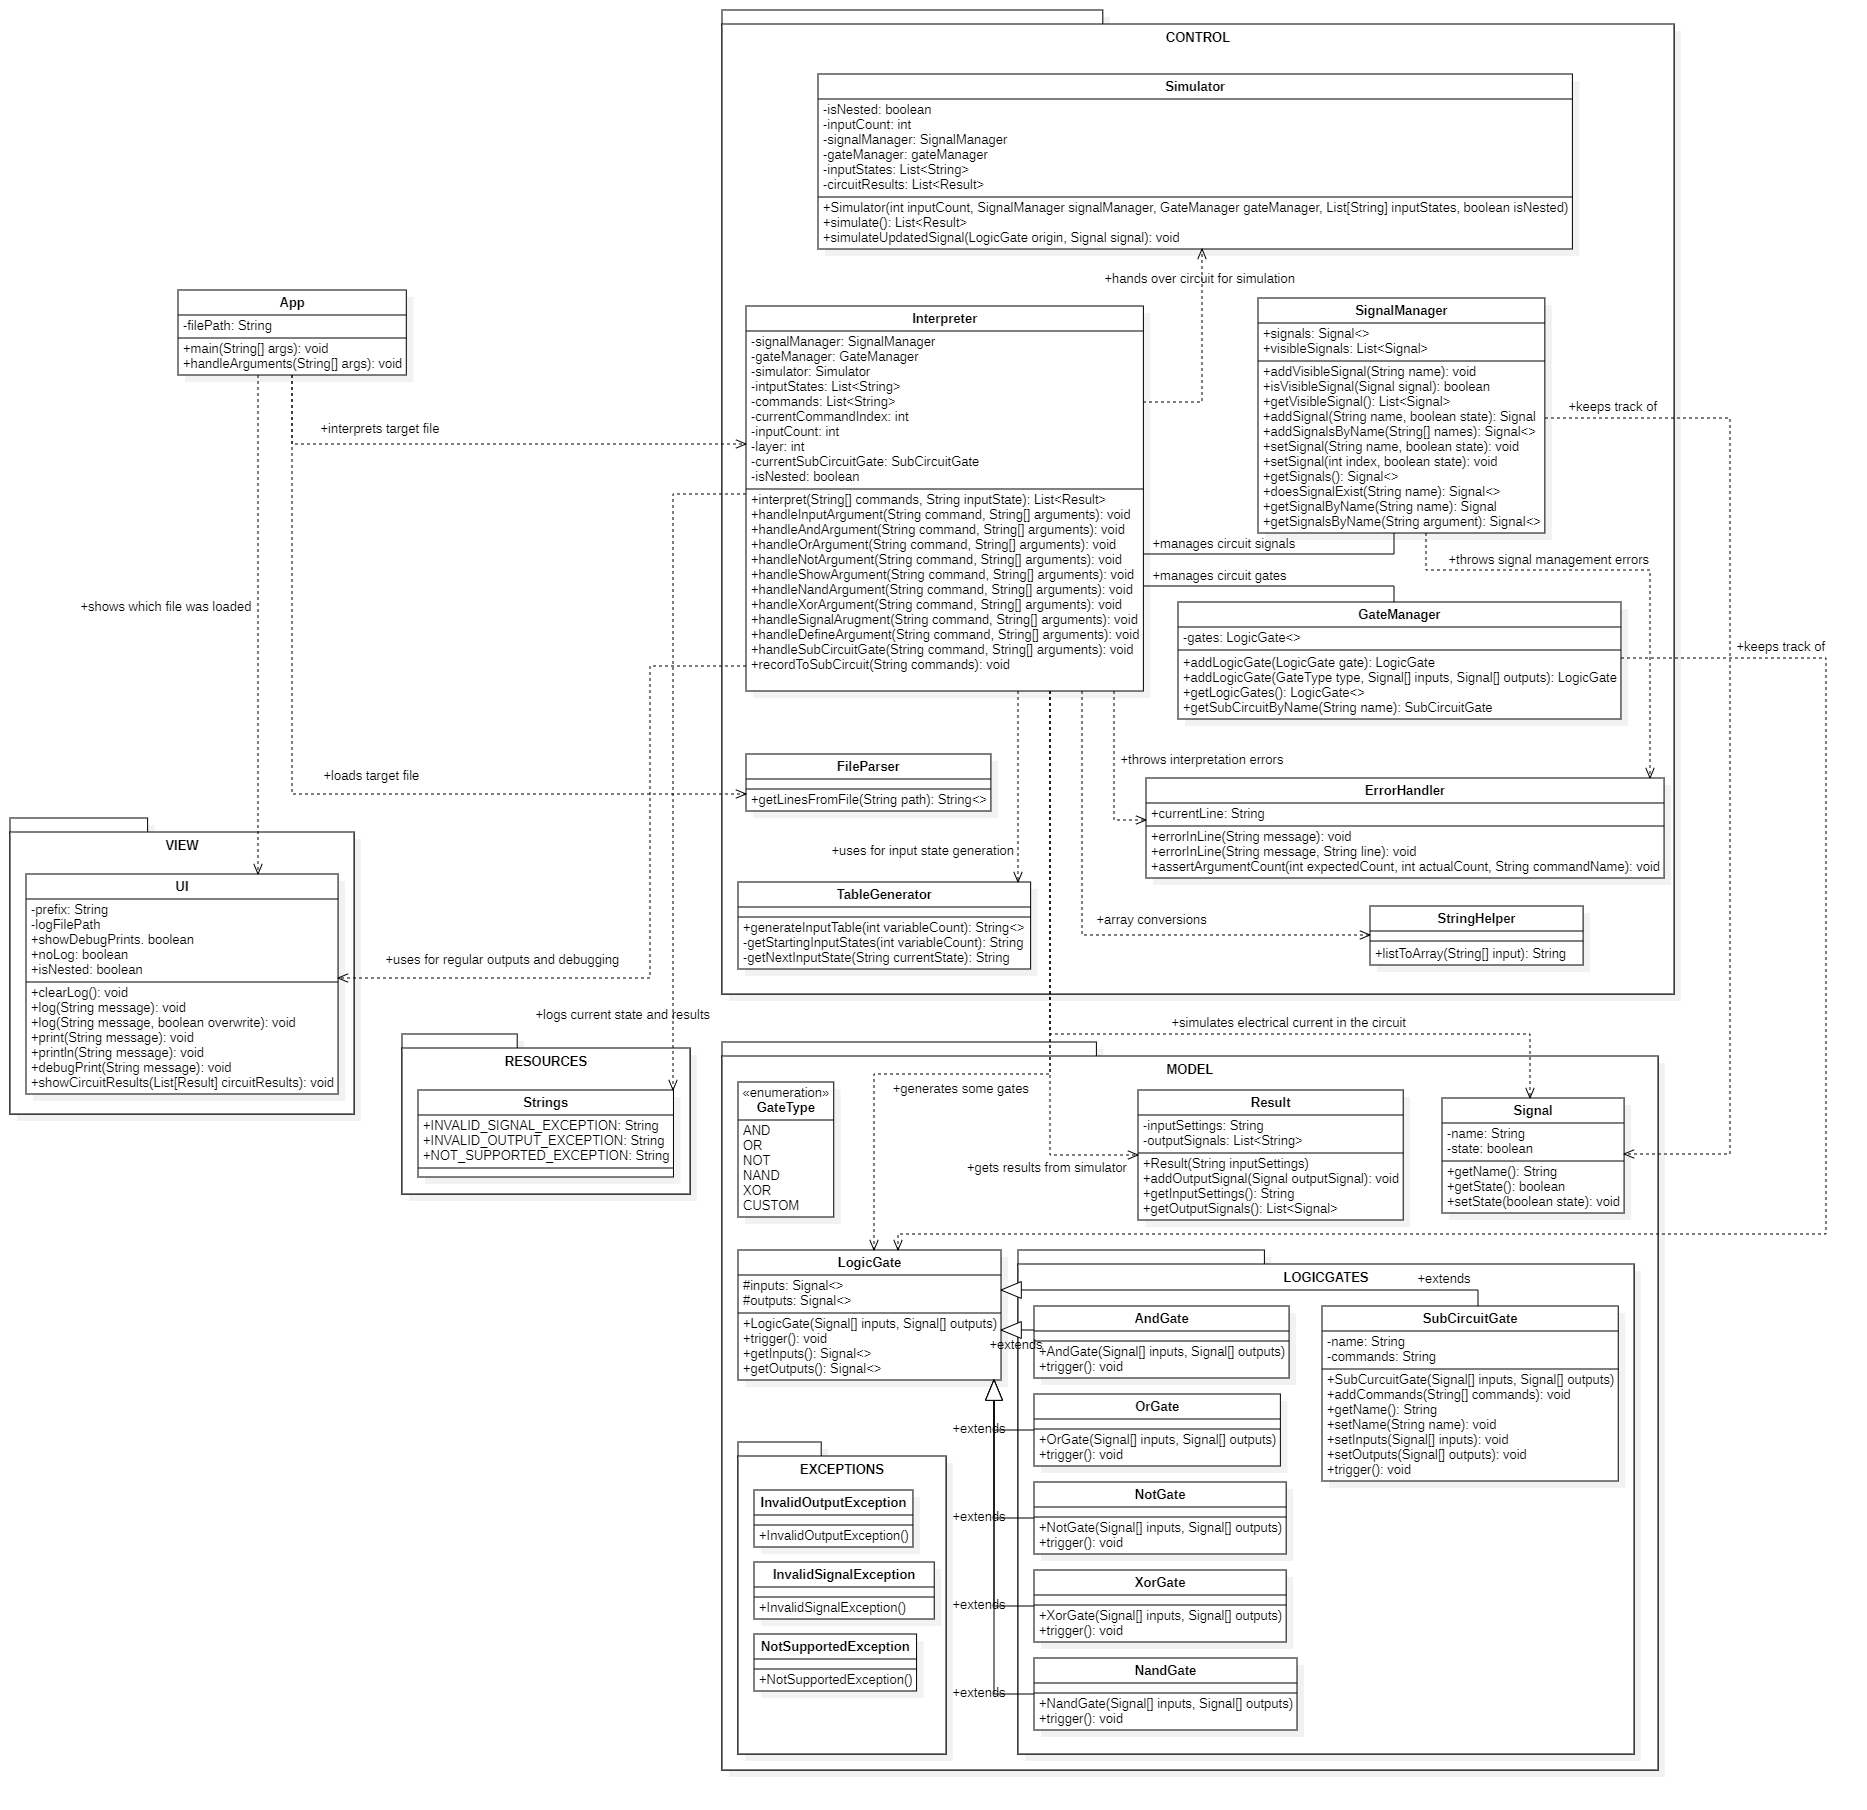 CONTROL
Simulator
-isNested: boolean
-inputCount: int
-signalManager: SignalManager
-gateManager: gateManager
-inputStates: List<String>
-circuitResults: List<Result>
+Simulator(int inputCount, SignalManager signalManager, GateManager gateManager, List[String] inputStates, boolean isNested)
+simulate(): List<Result>
+simulateUpdatedSignal(LogicGate origin, Signal signal): void
+hands over circuit for simulation
App
-filePath: String
+main(String[] args): void
+handleArguments(String[] args): void
+interprets target file
+shows which file was loaded
+loads target file
Interpreter
-signalManager: SignalManager
-gateManager: GateManager
-simulator: Simulator
-intputStates: List<String>
-commands: List<String>
-currentCommandIndex: int
-inputCount: int
-layer: int
-currentSubCircuitGate: SubCircuitGate
-isNested: boolean
+interpret(String[] commands, String inputState): List<Result>
+handleInputArgument(String command, String[] arguments): void
+handleAndArgument(String command, String[] arguments): void
+handleOrArgument(String command, String[] arguments): void
+handleNotArgument(String command, String[] arguments): void
+handleShowArgument(String command, String[] arguments): void
+handleNandArgument(String command, String[] arguments): void
+handleXorArgument(String command, String[] arguments): void
+handleSignalArugment(String command, String[] arguments): void
+handleDefineArgument(String command, String[] arguments): void
+handleSubCircuitGate(String command, String[] arguments): void
+recordToSubCircuit(String commands): void
SignalManager
+signals: Signal<>
+visibleSignals: List<Signal>
+addVisibleSignal(String name): void
+isVisibleSignal(Signal signal): boolean
+getVisibleSignal(): List<Signal>
+addSignal(String name, boolean state): Signal
+addSignalsByName(String[] names): Signal<>
+setSignal(String name, boolean state): void
+setSignal(int index, boolean state): void
+getSignals(): Signal<>
+doesSignalExist(String name): Signal<>
+getSignalByName(String name): Signal
+getSignalsByName(String argument): Signal<>
+keeps track of
+manages circuit signals
+throws signal management errors
+manages circuit gates
GateManager
-gates: LogicGate<>
+addLogicGate(LogicGate gate): LogicGate
+addLogicGate(GateType type, Signal[] inputs, Signal[] outputs): LogicGate
+getLogicGates(): LogicGate<>
+getSubCircuitByName(String name): SubCircuitGate
+keeps track of
FileParser
+getLinesFromFile(String path): String<>
+throws interpretation errors
ErrorHandler
+currentLine: String
+errorInLine(String message): void
+errorInLine(String message, String line): void
+assertArgumentCount(int expectedCount, int actualCount, String commandName): void
+uses for input state generation
TableGenerator
+generateInputTable(int variableCount): String<>
-getStartingInputStates(int variableCount): String
-getNextInputState(String currentState): String
+array conversions
StringHelper
+listToArray(String[] input): String
VIEW
UI
-prefix: String
-logFilePath
+showDebugPrints. boolean
+noLog: boolean
+isNested: boolean
+clearLog(): void
+log(String message): void
+log(String message, boolean overwrite): void
+print(String message): void
+println(String message): void
+debugPrint(String message): void
+showCircuitResults(List[Result] circuitResults): void
+uses for regular outputs and debugging
+logs current state and results
RESOURCES
Strings
+INVALID_SIGNAL_EXCEPTION: String
+INVALID_OUTPUT_EXCEPTION: String
+NOT_SUPPORTED_EXCEPTION: String
+simulates electrical current in the circuit
MODEL
«enumeration»
GateType
AND
OR
NOT
NAND
XOR
CUSTOM
+generates some gates
+gets results from simulator
Result
-inputSettings: String
-outputSignals: List<String>
+Result(String inputSettings)
+addOutputSignal(Signal outputSignal): void
+getInputSettings(): String
+getOutputSignals(): List<Signal>
Signal
-name: String
-state: boolean
+getName(): String
+getState(): boolean
+setState(boolean state): void
LogicGate
#inputs: Signal<>
#outputs: Signal<>
+LogicGate(Signal[] inputs, Signal[] outputs)
+trigger(): void
+getInputs(): Signal<>
+getOutputs(): Signal<>
LOGICGATES
+extends
AndGate
+AndGate(Signal[] inputs, Signal[] outputs)
+trigger(): void
+extends
SubCircuitGate
-name: String
-commands: String
+SubCurcuitGate(Signal[] inputs, Signal[] outputs)
+addCommands(String[] commands): void
+getName(): String
+setName(String name): void
+setInputs(Signal[] inputs): void
+setOutputs(Signal[] outputs): void
+trigger(): void
OrGate
+OrGate(Signal[] inputs, Signal[] outputs)
+trigger(): void
+extends
NotGate
+NotGate(Signal[] inputs, Signal[] outputs)
+trigger(): void
+extends
XorGate
+XorGate(Signal[] inputs, Signal[] outputs)
+trigger(): void
+extends
NandGate
+NandGate(Signal[] inputs, Signal[] outputs)
+trigger(): void
+extends
EXCEPTIONS
InvalidOutputException
+InvalidOutputException()
InvalidSignalException
+InvalidSignalException()
NotSupportedException
+NotSupportedException()